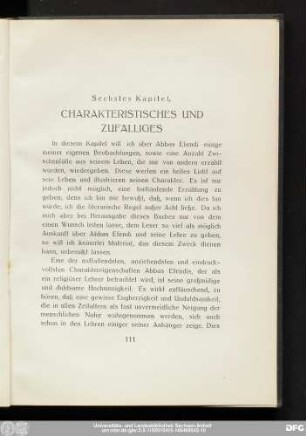 Sechstes Kapitel,
CHARAKTERISTISCHES UND
ZUFÄLLIGES
In diesem Kapitel will ich über Abbas Efendi einige
meiner eigenen Beobachtungen, sowie eine Anzahl Zwi-
schenfälle aus seinem Leben, die mir von andern erzählt
wurden, wiedergeben. Diese werfen ein helles Licht auf
sein Leben und illustrieren seinen Charakter. Es ist mir
jedoch nicht möglich, eine fortlaufende Erzählung zu
geben, denn ich bin mir bewußt, daß, wenn ich dies tun
würde, ich die literarische Regel außer Acht ließe. Da ich
mich aber bei Herausgabe dieses Buches nur von dem
einen Wunsch leiten lasse, dem Leser so viel als möglich
Auskunft über Abbas Efendi und seine Lehre zu geben,
so will ich keinerlei Material, das diesem Zweck dienen
kann, unbenützt lassen.
Eine der auffallendsten, anziehendsten und eindruck-
vollsten Charaktereigenschaften Abbas Efendis, der als
ein religiöser Lehrer betrachtet wird, ist seine großmütige
und duldsame Hochsinnigkeit. Es wirkt enttäuschend, zu
hören, daß eine gewisse Engherzigkeit und Unduldsamkeit,
die in allen Zeitaltern als fast unvermeidliche Neigung der
menschlichen Natur wahrgenommen werden, sich auch
schon in den Lehren einiger seiner Anhänger zeige. Dies
111